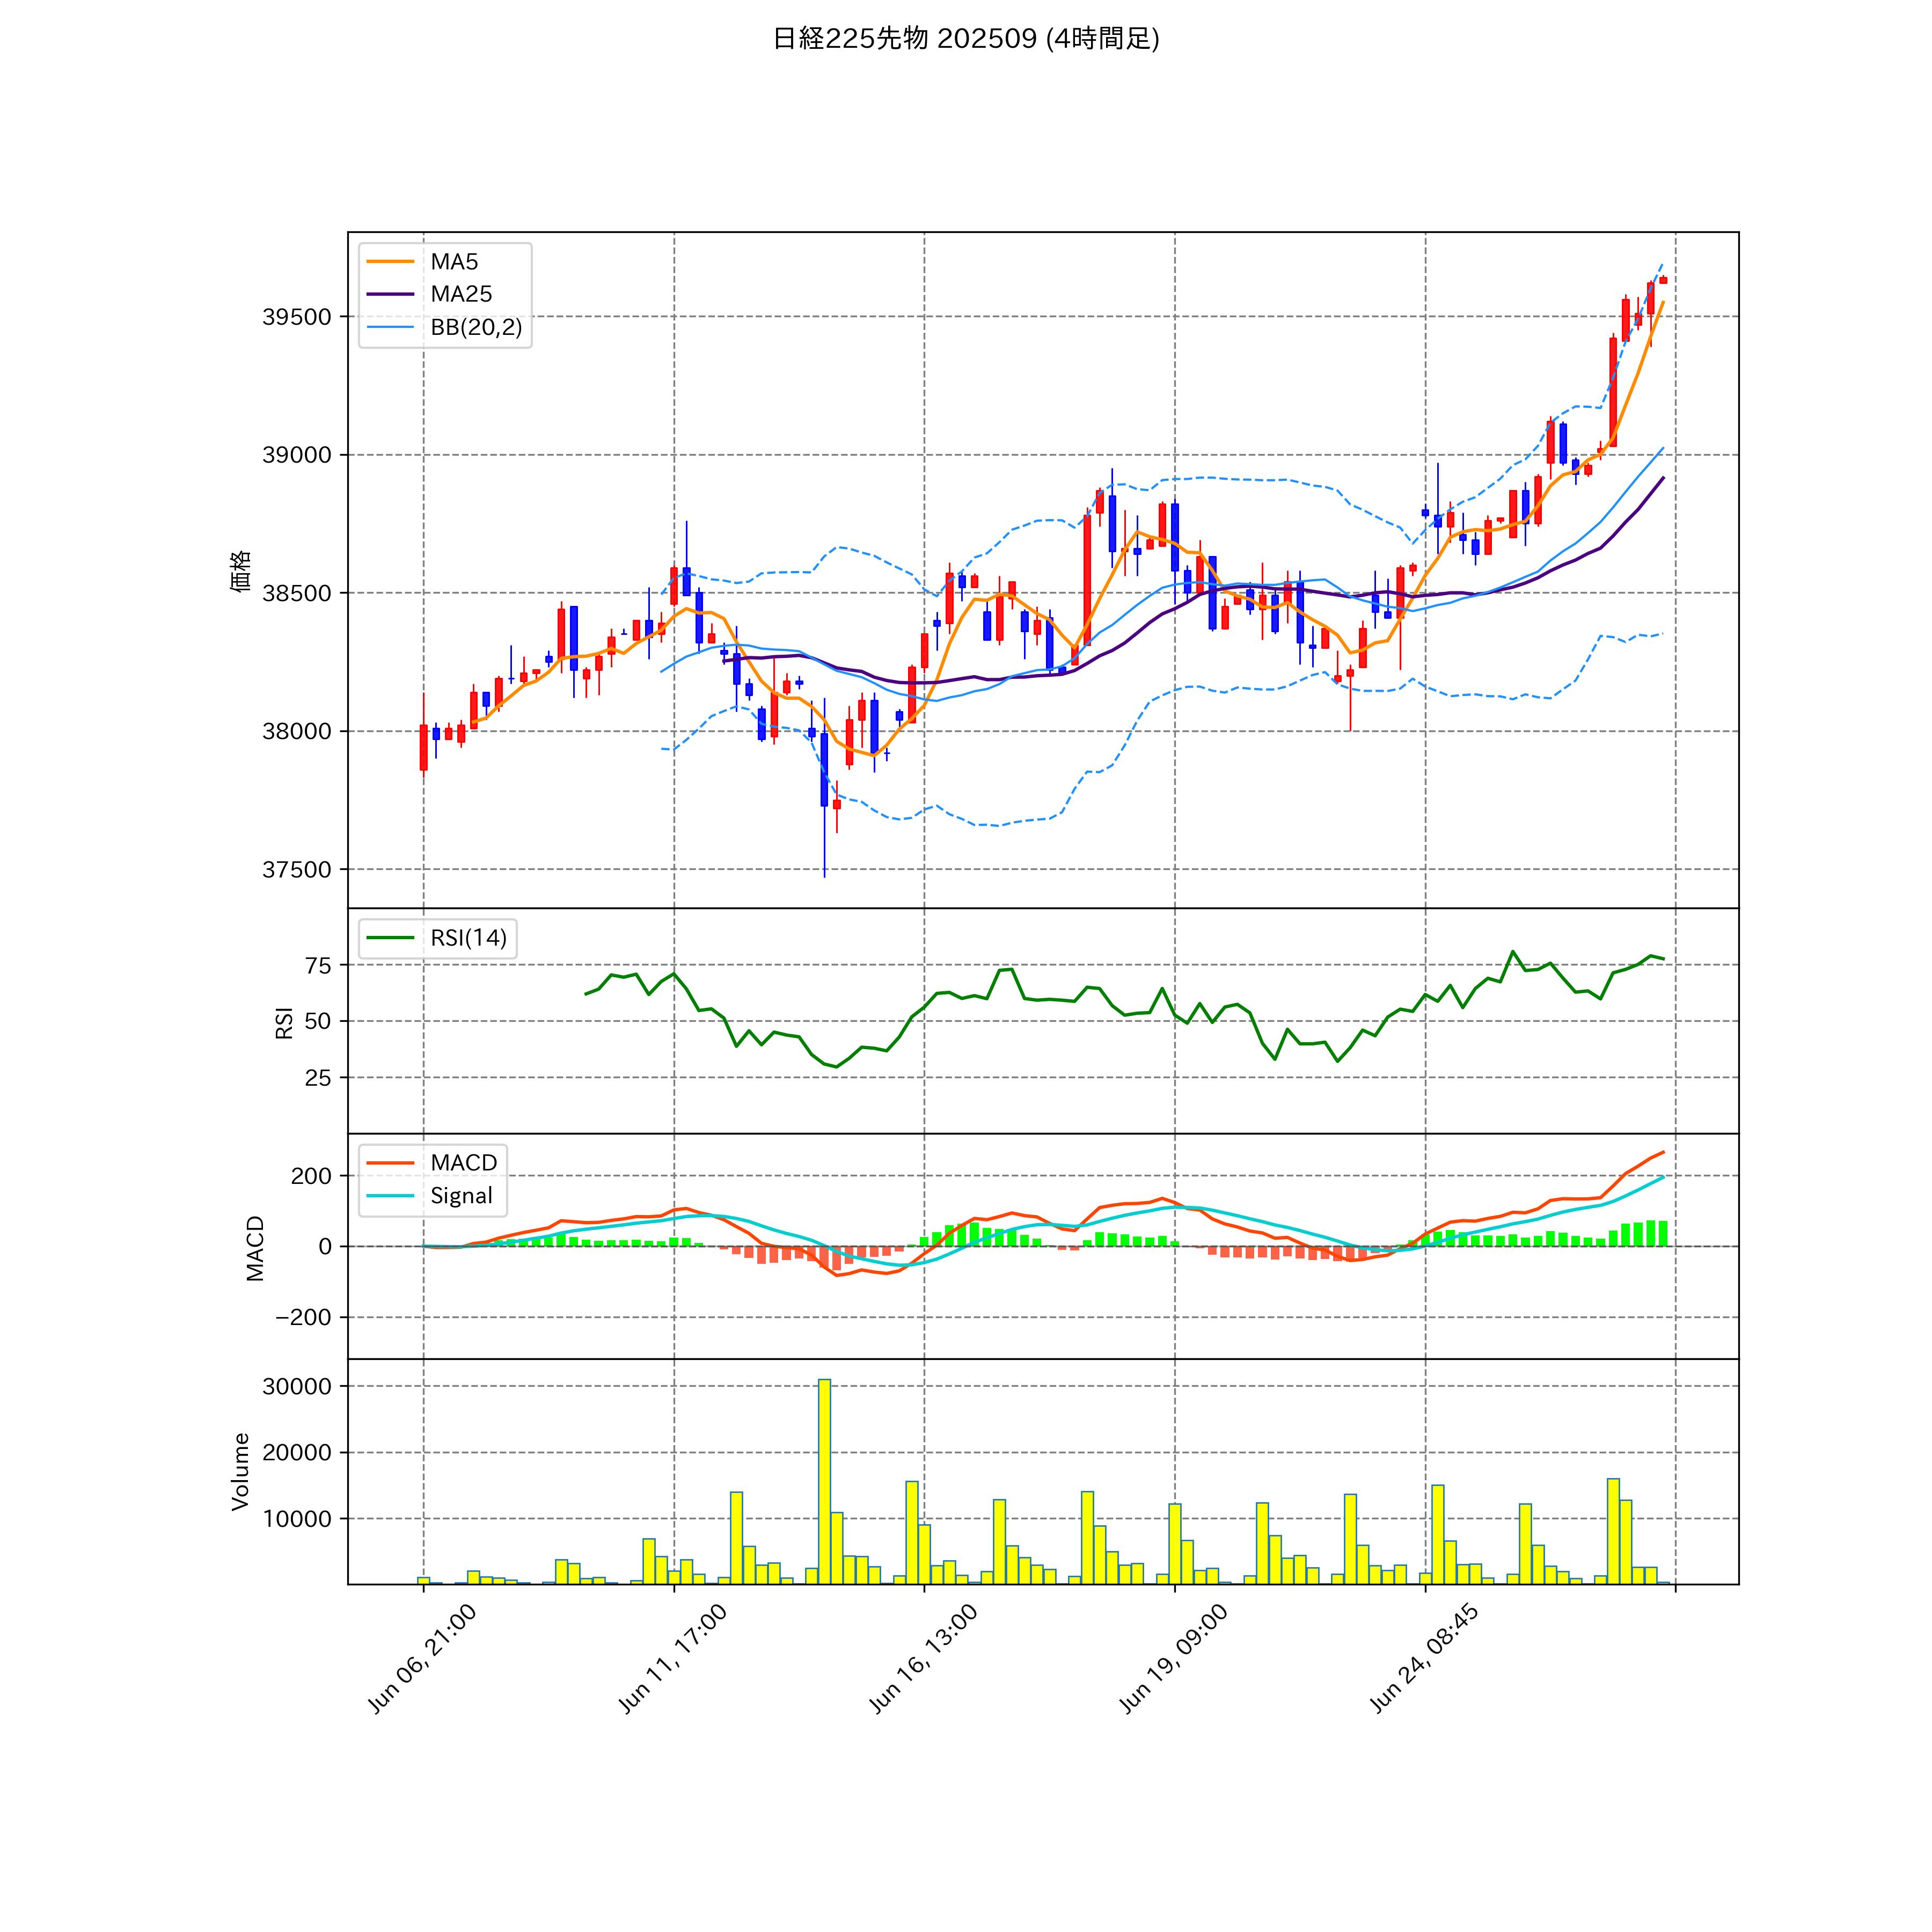 日経225先物 202509 (4時間足)
MA5
MA25
BB(20,2)
価格
39500
39000
38500
38000
37500
RSI(14)
RSI
75
50
25
MACD
Signal
MACD
200
0
−200
Volume
30000
20000
10000
Jun 06, 21:00
Jun 11, 17:00
Jun 16, 13:00
Jun 19, 09:00
Jun 24, 08:45